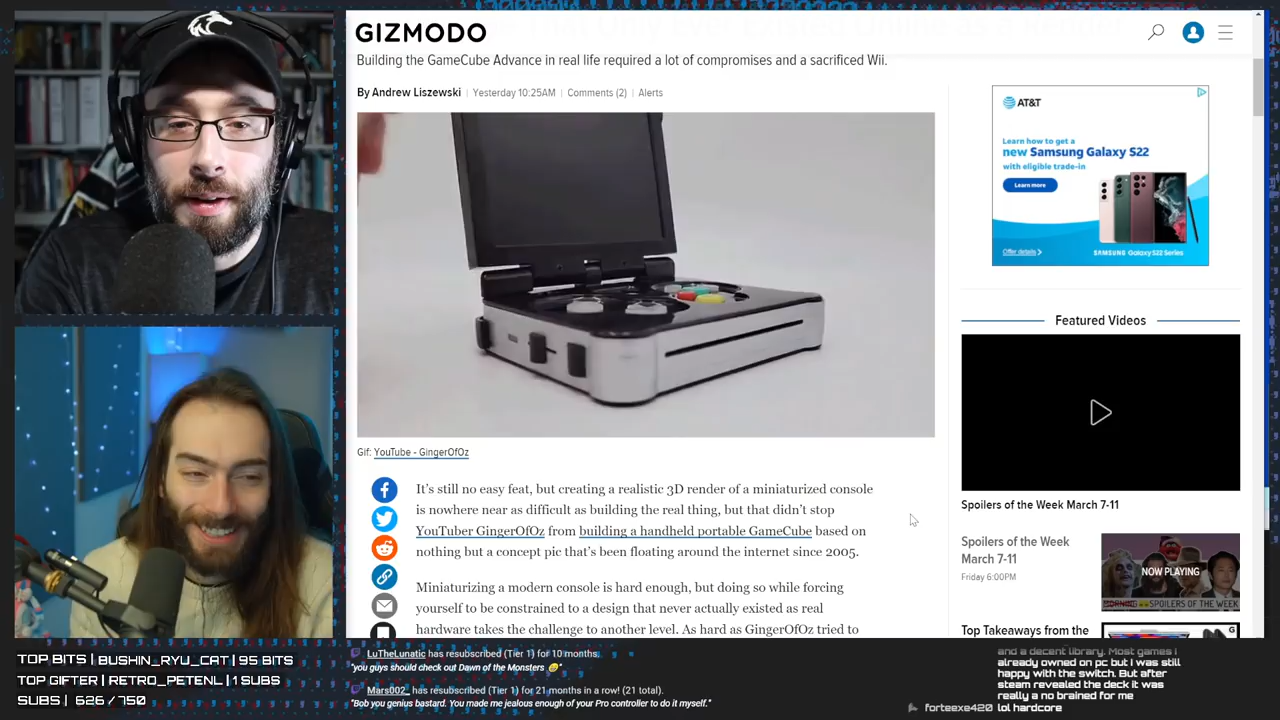 GIZMODO
Building the GameCube Advance in real life required a lot of compromises and a sacrificed Wii.
By Andrew Liszewski | Yesterday 10:25AM | Comments (2) | Alerts
AT&T
Learn how to get a
new Samsung Galaxy S22
with eligible trade-in
Learn more
Offer details
SAMSUNG Galaxy S22 Series
Gif: YouTube - GingerOfOz
It's still no easy feat, but creating a realistic 3D render of a miniaturized console
is nowhere near as difficult as building the real thing, but that didn't stop
YouTuber GingerOfOz from building a handheld portable GameCube based on
nothing but a concept pic that's been floating around the internet since 2005.
Miniaturizing a modern console is hard enough, but doing so while forcing
yourself to be constrained to a design that never actually existed as real
hardware takes the challenge to another level. As hard as GingerOfOz tried to
Featured Videos
Spoilers of the Week March 7-11
Spoilers of the Week
March 7-11
Friday 6:00PM
NOW PLAYING
SPOILERS OF THE WEEK
Top Takeaways from the
TOP BITS | BUSHIN_RYU_CAT | 95 BITS
TOP GIFTER | RETRO_PETENL | 1 SUBS
SUBS | 626 / 750
LuTheLunatic has resubscribed (Tier 1) for 10 months.
"you guys should check out Dawn of the Monsters 😅"
Mars002_ has resubscribed (Tier 1) for 21 months in a row! (21 total).
"Bob you genius bastard. You made me jealous enough of your Pro controller to do it myself."
and a decent library. Most games i
already owned on pc but i was still
happy with the switch. But after
steam revealed the deck it was
really a no brained for me
forteexe420 lol hardcore